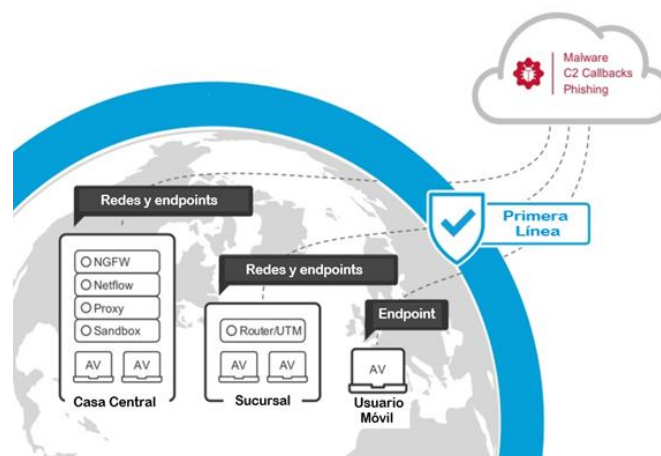 Malware
C2 Callbacks
Phishing
Redes y endpoints
Primera
Línea
NGFW
Netflow
Proxy
Sandbox
AV
AV
Casa Central
Redes y endpoints
Router/UTM
AV
AV
Sucursal
Endpoint
AV
Usuario
Móvil